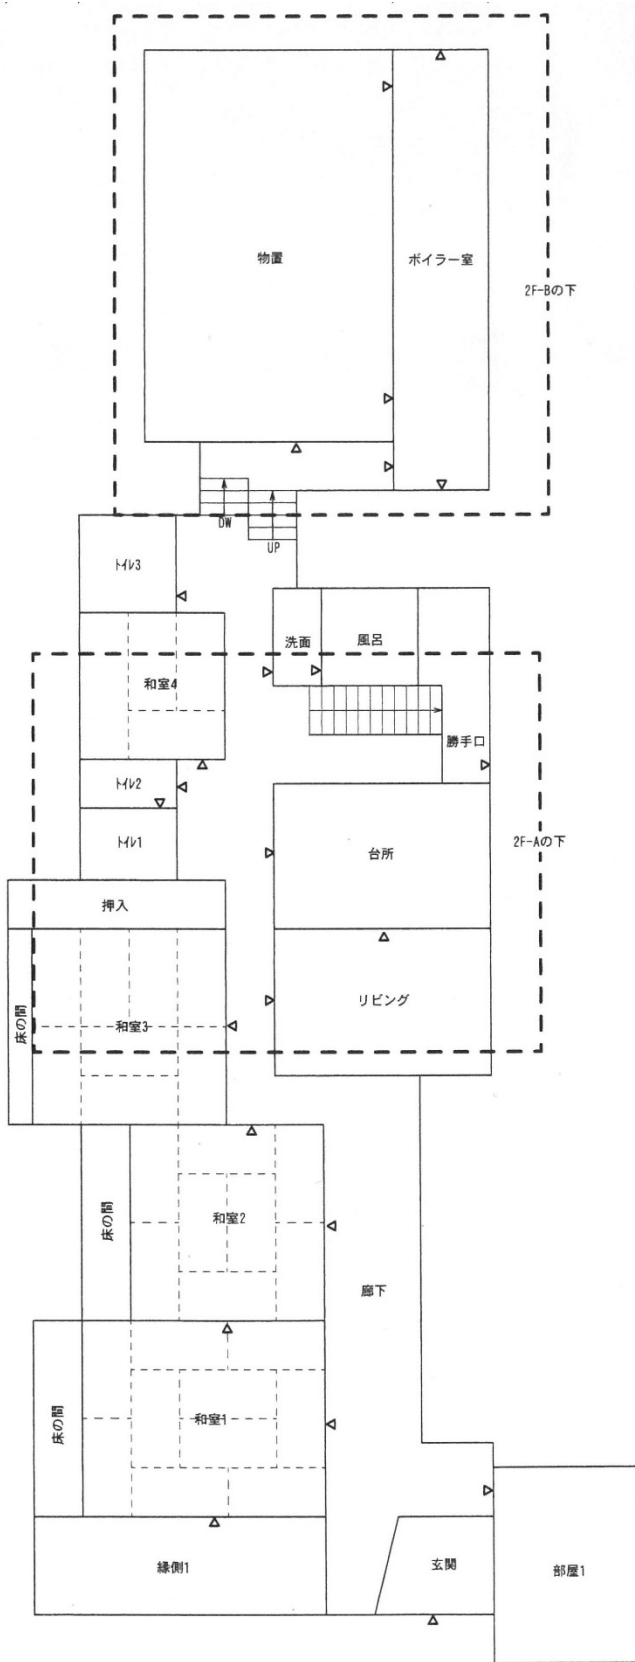 物置
ボイラー室
2F-Bの下
DW
UP
トイレ3
洗面
風呂
和室4
勝手口
トイレ2
台所
2F-Aの下
トイレ1
押入
床の間
和室3
リビング
床の間
和室2
廊下
床の間
和室1
縁側1
玄関
部屋1